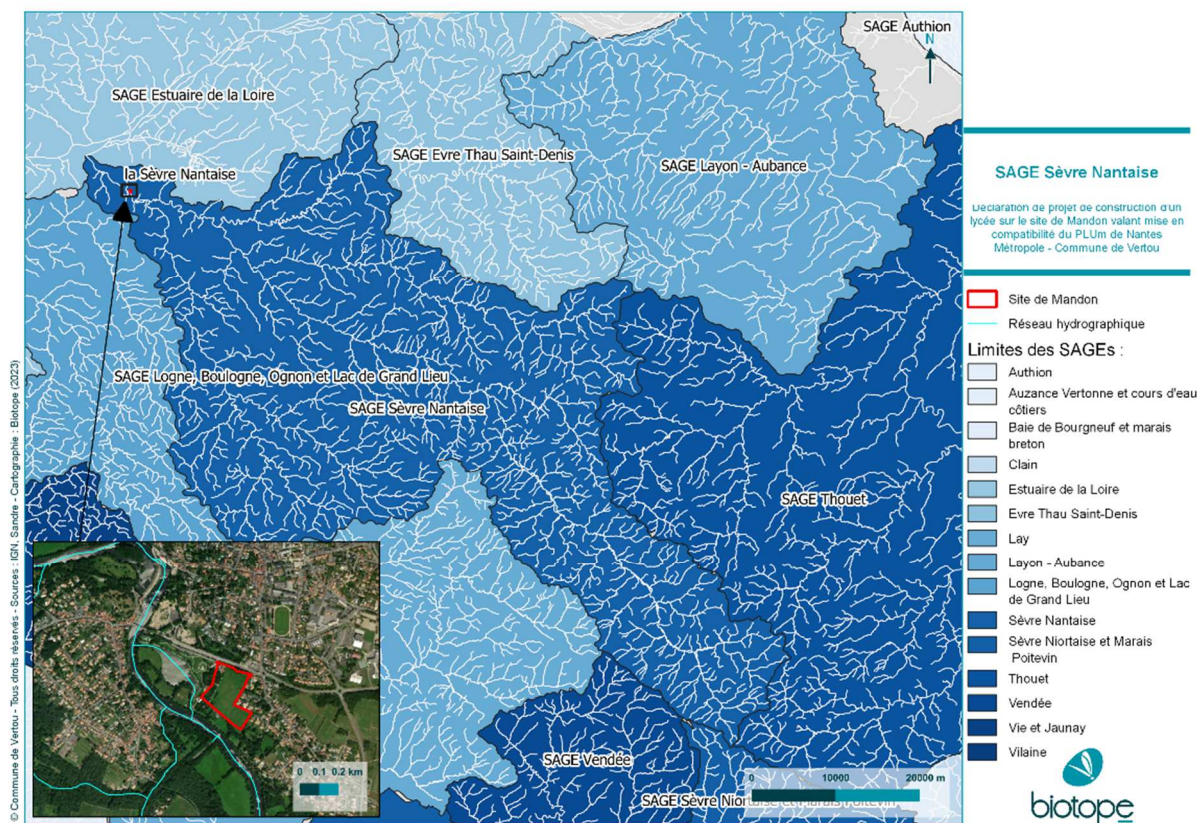 SAGE Authion
N
SAGE Estuaire de la Loire
SAGE Evre Thau Saint-Denis
SAGE Layon - Aubance
la Sèvre Nantaise
SAGE Logne, Boulogne, Ognon et Lac de Grand Lieu
SAGE Sèvre Nantaise
SAGE Thouet
SAGE Vendée
SAGE Sèvre Niortaise et Marais Poitevin
0 10000 20000 m
0 0.1 0.2 km
© Commune de Vertou - Tous droits réservés - Sources : IGN, Sandre - Cartographie : Biotope (2023)
SAGE Sèvre Nantaise
Déclaration de projet de construction d'un
lycée sur le site de Mandon valant mise en
compatibilité du PLUm de Nantes
Métropole - Commune de Vertou
Site de Mandon
Réseau hydrographique
Limites des SAGEs :
Authion
Auzance Vertonne et cours d'eau
côtiers
Baie de Bourgneuf et marais
breton
Clain
Estuaire de la Loire
Evre Thau Saint-Denis
Lay
Layon - Aubance
Logne, Boulogne, Ognon et Lac
de Grand Lieu
Sèvre Nantaise
Sèvre Niortaise et Marais
Poitevin
Thouet
Vendée
Vie et Jaunay
Vilaine
biotope